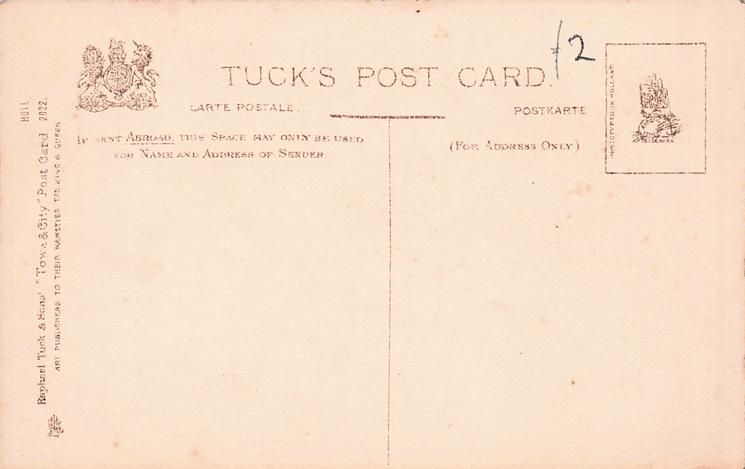 TUCK'S POST CARD.
CARTE POSTALE.
POSTKARTE
IF SENT ABROAD, THIS SPACE MAY ONLY BE USED
FOR NAME AND ADDRESS OF SENDER
(FOR ADDRESS ONLY)
12
PHOTOTYPED IN HOLLAND
HULL 2022.
Raphael Tuck & Sons' "Town & City" Post Card
ART PUBLISHERS TO THEIR MAJESTIES THE KING & QUEEN